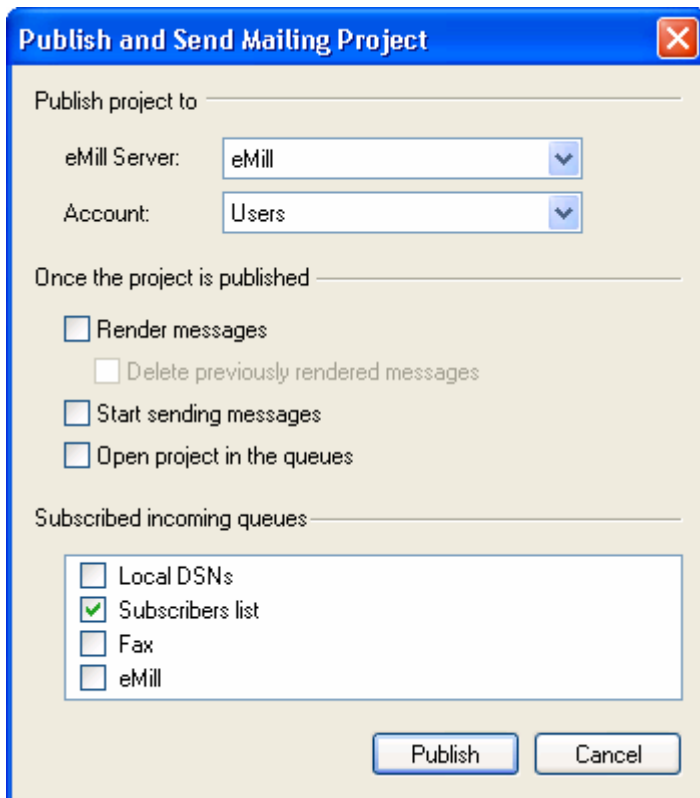 Publish and Send Mailing Project
Publish project to
eMill Server: eMill
Account: Users
Once the project is published
Render messages
Delete previously rendered messages
Start sending messages
Open project in the queues
Subscribed incoming queues
Local DSNs
Subscribers list
Fax
eMill
Publish Cancel